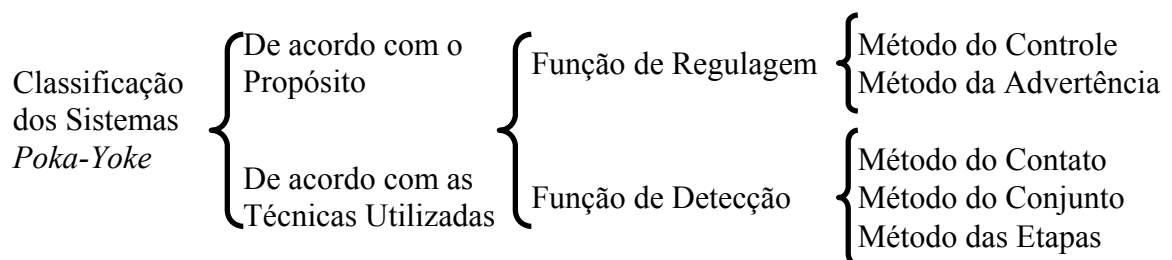 Classificação
dos Sistemas
Poka-Yoke
De acordo com o
Propósito
De acordo com as
Técnicas Utilizadas
Função de Regulagem
Função de Detecção
Método do Controle
Método da Advertência
Método do Contato
Método do Conjunto
Método das Etapas